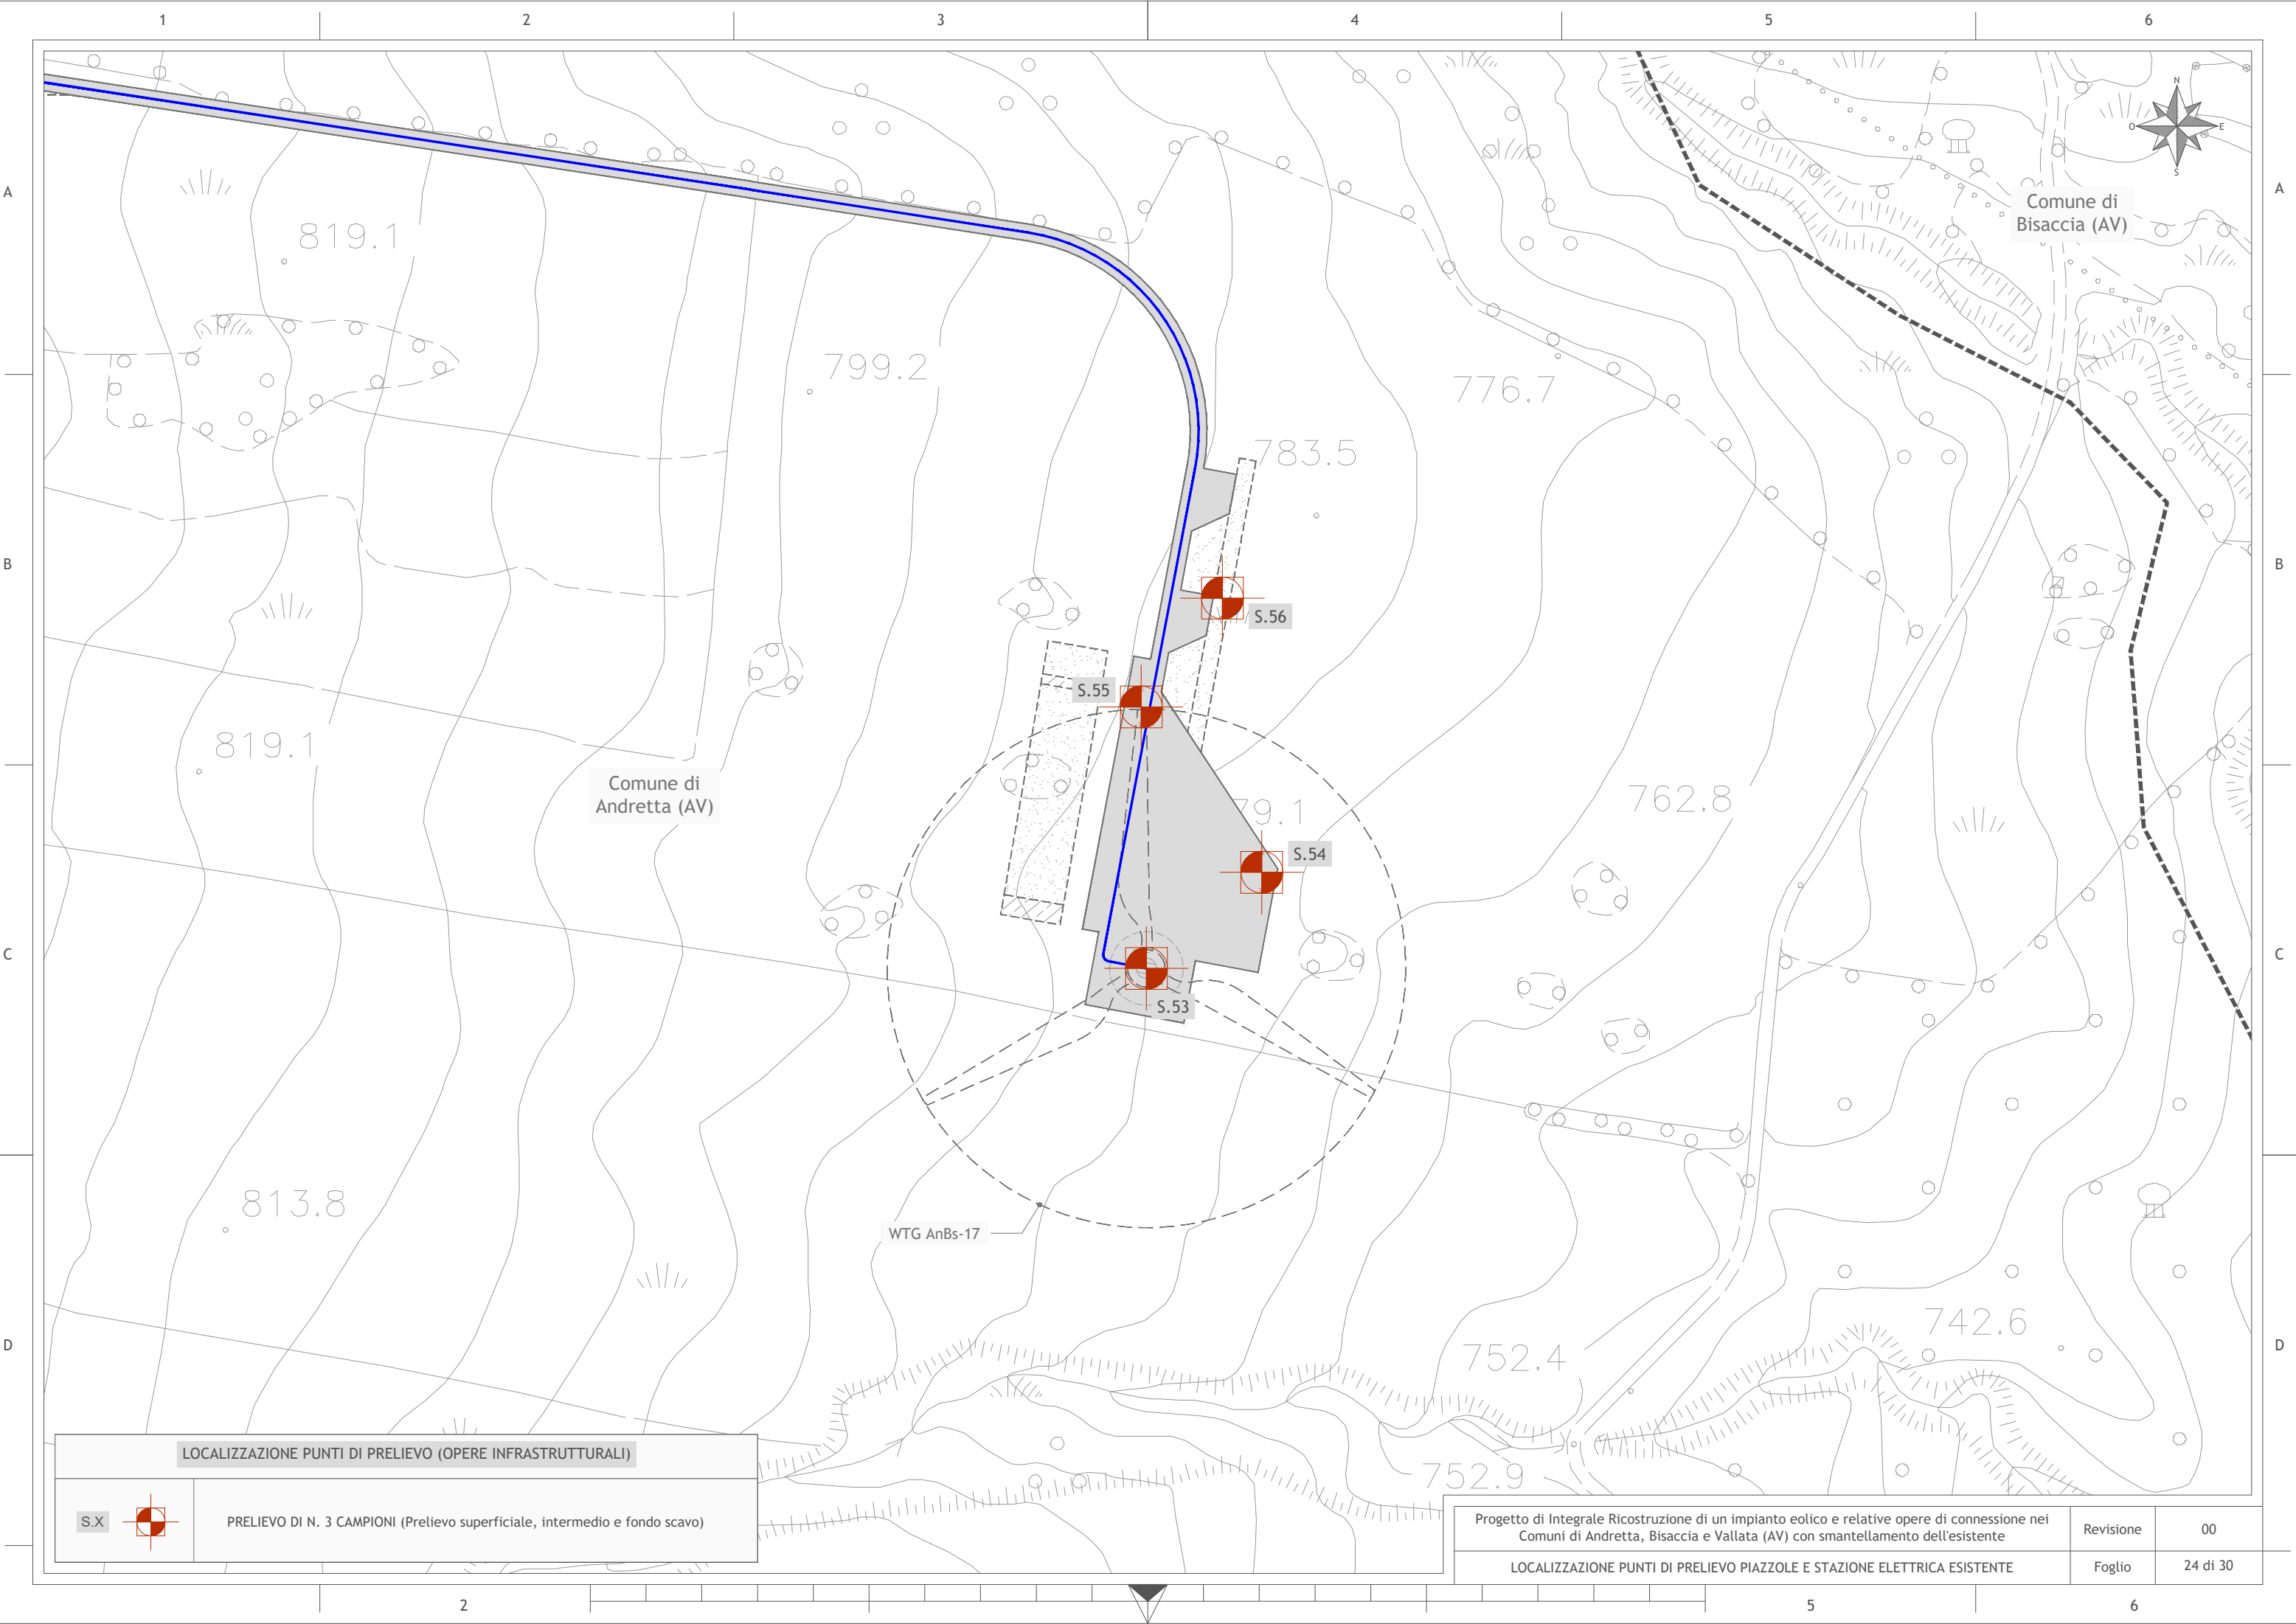 1 2 3 4 5 6
N
O E
S
A A
Comune di
Bisaccia (AV)
819.1
799.2
776.7
783.5
B B
S.56
S.55
819.1
Comune di
Andretta (AV)
762.8
79.1
S.54
C C
S.53
813.8
WTG AnBs-17
742.6
D D
752.4
752.9
LOCALIZZAZIONE PUNTI DI PRELIEVO (OPERE INFRASTRUTTURALI)
S.X PRELIEVO DI N. 3 CAMPIONI (Prelievo superficiale, intermedio e fondo scavo)
Progetto di Integrale Ricostruzione di un impianto eolico e relative opere di connessione nei
Comuni di Andretta, Bisaccia e Vallata (AV) con smantellamento dell'esistente
Revisione 00
LOCALIZZAZIONE PUNTI DI PRELIEVO PIAZZOLE E STAZIONE ELETTRICA ESISTENTE
Foglio 24 di 30
2 5 6